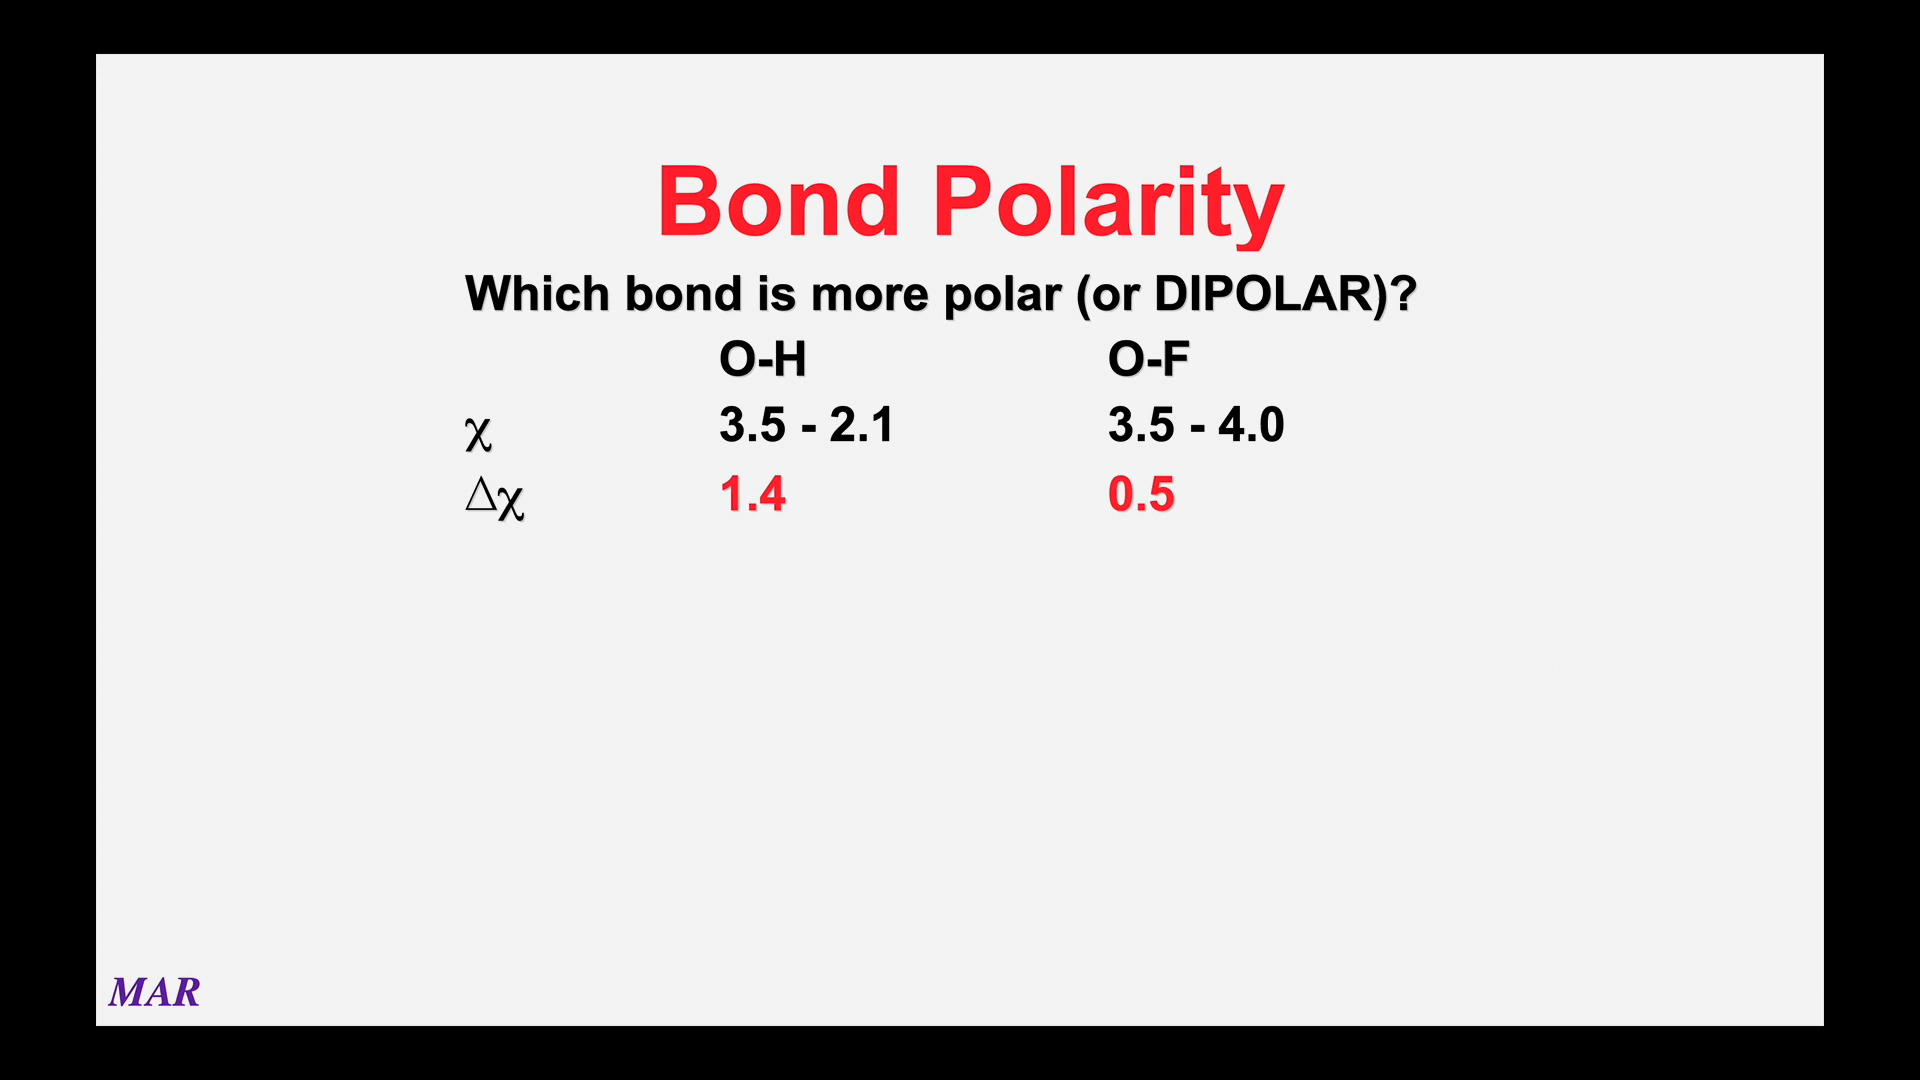 Bond Polarity
Which bond is more polar (or DIPOLAR)?
O-H O-F
χ 3.5 - 2.1 3.5 - 4.0
Δχ 1.4 0.5
MAR